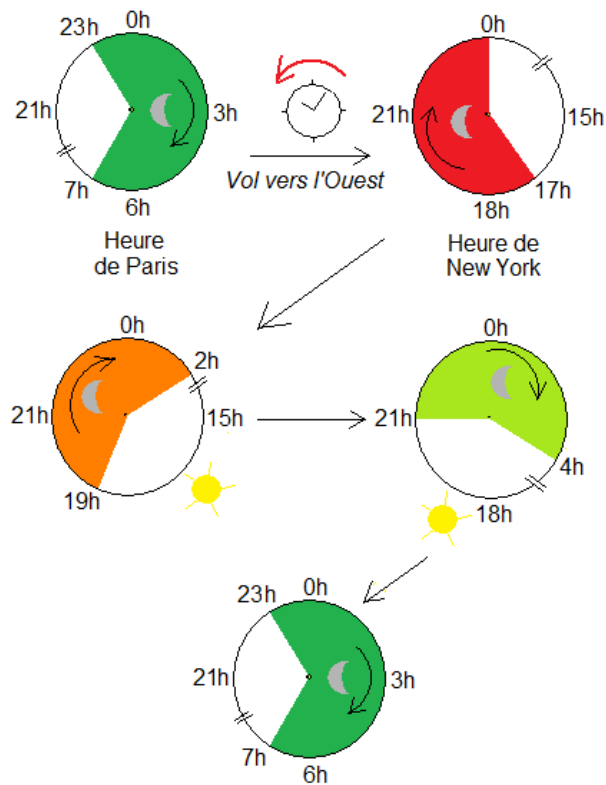 0h
23h
21h
3h
7h
6h
Heure
de Paris
Vol vers l'Ouest
0h
21h
15h
17h
18h
Heure de
New York
0h
2h
21h
15h
19h
0h
21h
4h
18h
0h
23h
21h
3h
7h
6h